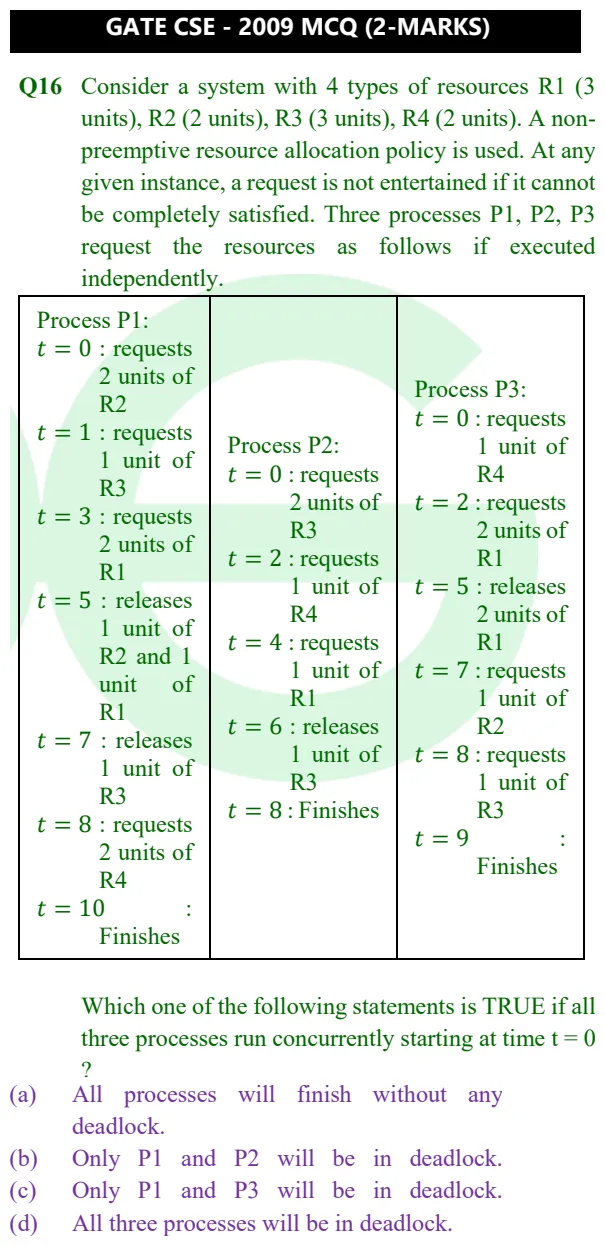 GATE CSE - 2009 MCQ (2-MARKS)
Q16 Consider a system with 4 types of resources R1 (3
units), R2 (2 units), R3 (3 units), R4 (2 units). A non-
preemptive resource allocation policy is used. At any
given instance, a request is not entertained if it cannot
be completely satisfied. Three processes P1, P2, P3
request the resources as follows if executed
independently.
Process P1:
t = 0 : requests
2 units of
R2
t = 1 : requests
1 unit of
R3
t = 3 : requests
2 units of
R1
t = 5 : releases
1 unit of
R2 and 1
unit of
R1
t = 7 : releases
1 unit of
R3
t = 8 : requests
2 units of
R4
t = 10 :
Finishes
Process P2:
t = 0 : requests
2 units of
R3
t = 2 : requests
1 unit of
R4
t = 4 : requests
1 unit of
R1
t = 6 : releases
1 unit of
R3
t = 8 : Finishes
Process P3:
t = 0 : requests
1 unit of
R4
t = 2 : requests
2 units of
R1
t = 5 : releases
2 units of
R1
t = 7 : requests
1 unit of
R2
t = 8 : requests
1 unit of
R3
t = 9 :
Finishes
Which one of the following statements is TRUE if all
three processes run concurrently starting at time t = 0
?
(a) All processes will finish without any
deadlock.
(b) Only P1 and P2 will be in deadlock.
(c) Only P1 and P3 will be in deadlock.
(d) All three processes will be in deadlock.